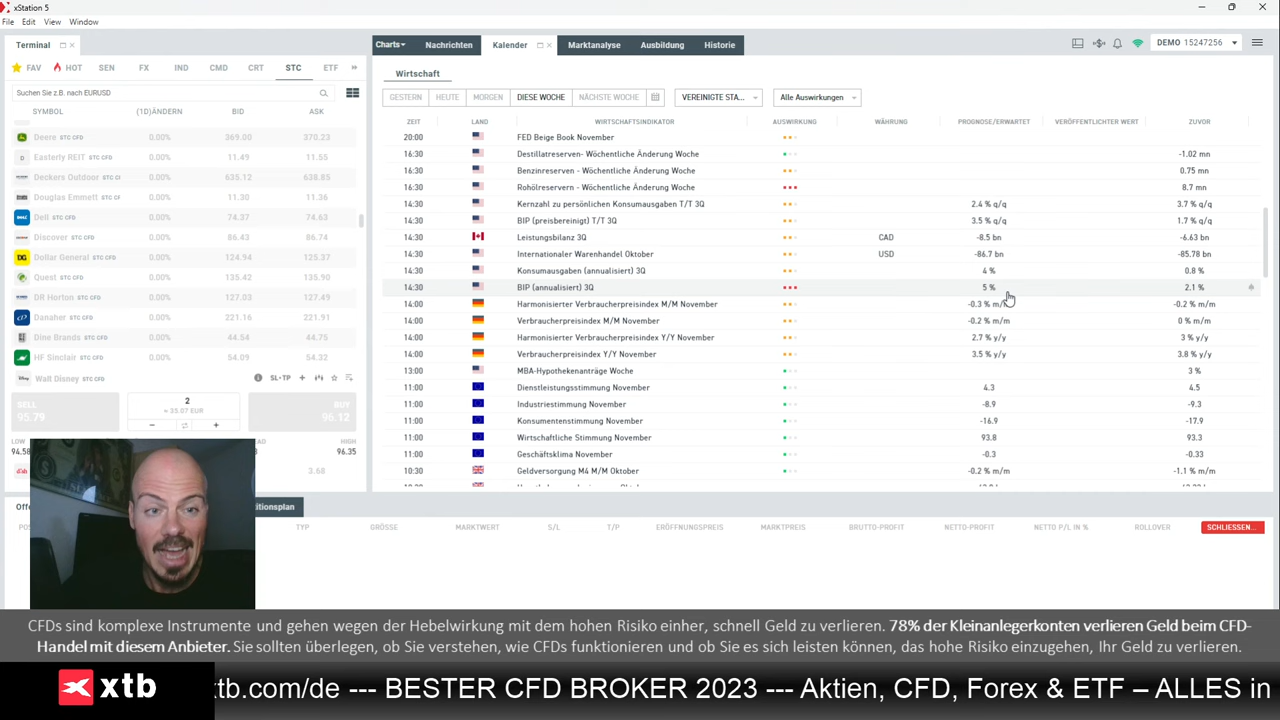 xStation 5
File Edit View Window
Terminal
Charts Nachrichten Kalender Marktanalyse Ausbildung Historie
DEMO 15247256
FAV HOT SEN FX IND CMD CRT STC ETF
Suchen Sie z.B. nach EURUSD
SYMBOL (1D)ÄNDERN BID ASK
Deere STC CFD 0.00% 369.00 370.23
Easterly REIT STC CFD 0.00% 11.49 11.55
Deckers Outdoor STC CF 0.00% 635.12 638.85
Douglas Emmett STC CF 0.00% 11.30 11.36
Dell STC CFD 0.00% 74.37 74.63
Discover STC CFD 0.00% 86.43 86.74
Dollar General STC CFD 0.00% 124.94 125.37
Quest STC CFD 0.00% 135.42 135.90
DR Horton STC CFD 0.00% 127.03 127.49
Danaher STC CFD 0.00% 221.16 221.91
Dine Brands STC CFD 0.00% 44.54 44.75
HF Sinclair STC CFD 0.00% 54.09 54.32
Walt Disney STC CFD SL+TP
SELL
95.79
2
≈ 35.07 EUR
BUY
96.12
LOW HIGH
94.58 96.35
3.68
Wirtschaft
GESTERN HEUTE MORGEN DIESE WOCHE NÄCHSTE WOCHE VEREINIGTE STA... Alle Auswirkungen
ZEIT LAND WIRTSCHAFTSINDIKATOR AUSWIRKUNG WÄHRUNG PROGNOSE/ERWARTET VERÖFFENTLICHTER WERT ZUVOR
20:00 FED Beige Book November
16:30 Destillatreserven- Wöchentliche Änderung Woche -1.02 mn
16:30 Benzinreserven - Wöchentliche Änderung Woche 0.75 mn
16:30 Rohölreservern - Wöchentliche Änderung Woche 8.7 mn
14:30 Kernzahl zu persönlichen Konsumausgaben T/T 3Q 2.4 % q/q 3.7 % q/q
14:30 BIP (preisbereinigt) T/T 3Q 3.5 % q/q 1.7 % q/q
14:30 Leistungsbilanz 3Q CAD -8.5 bn -6.63 bn
14:30 Internationaler Warenhandel Oktober USD -86.7 bn -85.78 bn
14:30 Konsumausgaben (annualisiert) 3Q 4 % 0.8 %
14:30 BIP (annualisiert) 3Q 5 % 2.1 %
14:00 Harmonisierter Verbraucherpreisindex M/M November -0.3 % m/m -0.2 % m/m
14:00 Verbraucherpreisindex M/M November -0.2 % m/m 0 % m/m
14:00 Harmonisierter Verbraucherpreisindex Y/Y November 2.7 % y/y 3 % y/y
14:00 Verbraucherpreisindex Y/Y November 3.5 % y/y 3.8 % y/y
13:00 MBA-Hypothekenanträge Woche 3 %
11:00 Dienstleistungsstimmung November 4.3 4.5
11:00 Industriestimmung November -8.9 -9.3
11:00 Konsumentenstimmung November -16.9 -17.9
11:00 Wirtschaftliche Stimmung November 93.8 93.3
11:00 Geschäftsklima November -0.3 -0.33
10:30 Geldversorgung M4 M/M Oktober -0.2 % m/m -1.1 % m/m
TYP GRÖSSE MARKTWERT S/L T/P ERÖFFNUNGSPREIS MARKTPREIS BRUTTO-PROFIT NETTO-PROFIT NETTO P/L IN % ROLLOVER SCHLIESSEN...
CFDs sind komplexe Instrumente und gehen wegen der Hebelwirkung mit dem hohen Risiko einher, schnell Geld zu verlieren. 78% der Kleinanlegerkonten verlieren Geld beim CFD-
Handel mit diesem Anbieter. Sie sollten überlegen, ob Sie verstehen, wie CFDs funktionieren und ob Sie es sich leisten können, das hohe Risiko einzugehen, Ihr Geld zu verlieren.
xtb
tb.com/de --- BESTER CFD BROKER 2023 --- Aktien, CFD, Forex & ETF – ALLES in